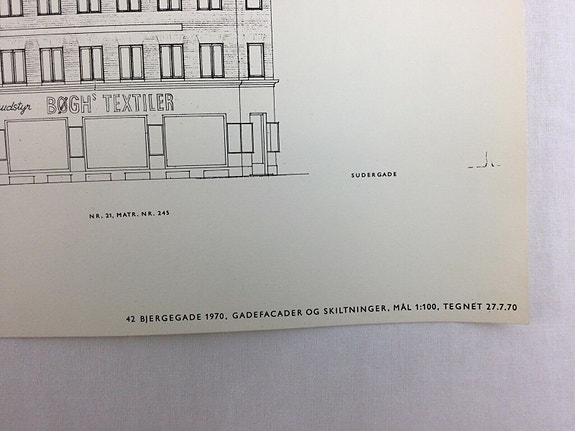 udstyr BØGHS TEXTILER
SUDERGADE
NR. 21, MATR. NR. 245
42 BJERGEGADE 1970, GADEFACADER OG SKILTNINGER, MÅL 1:100, TEGNET 27.7.70